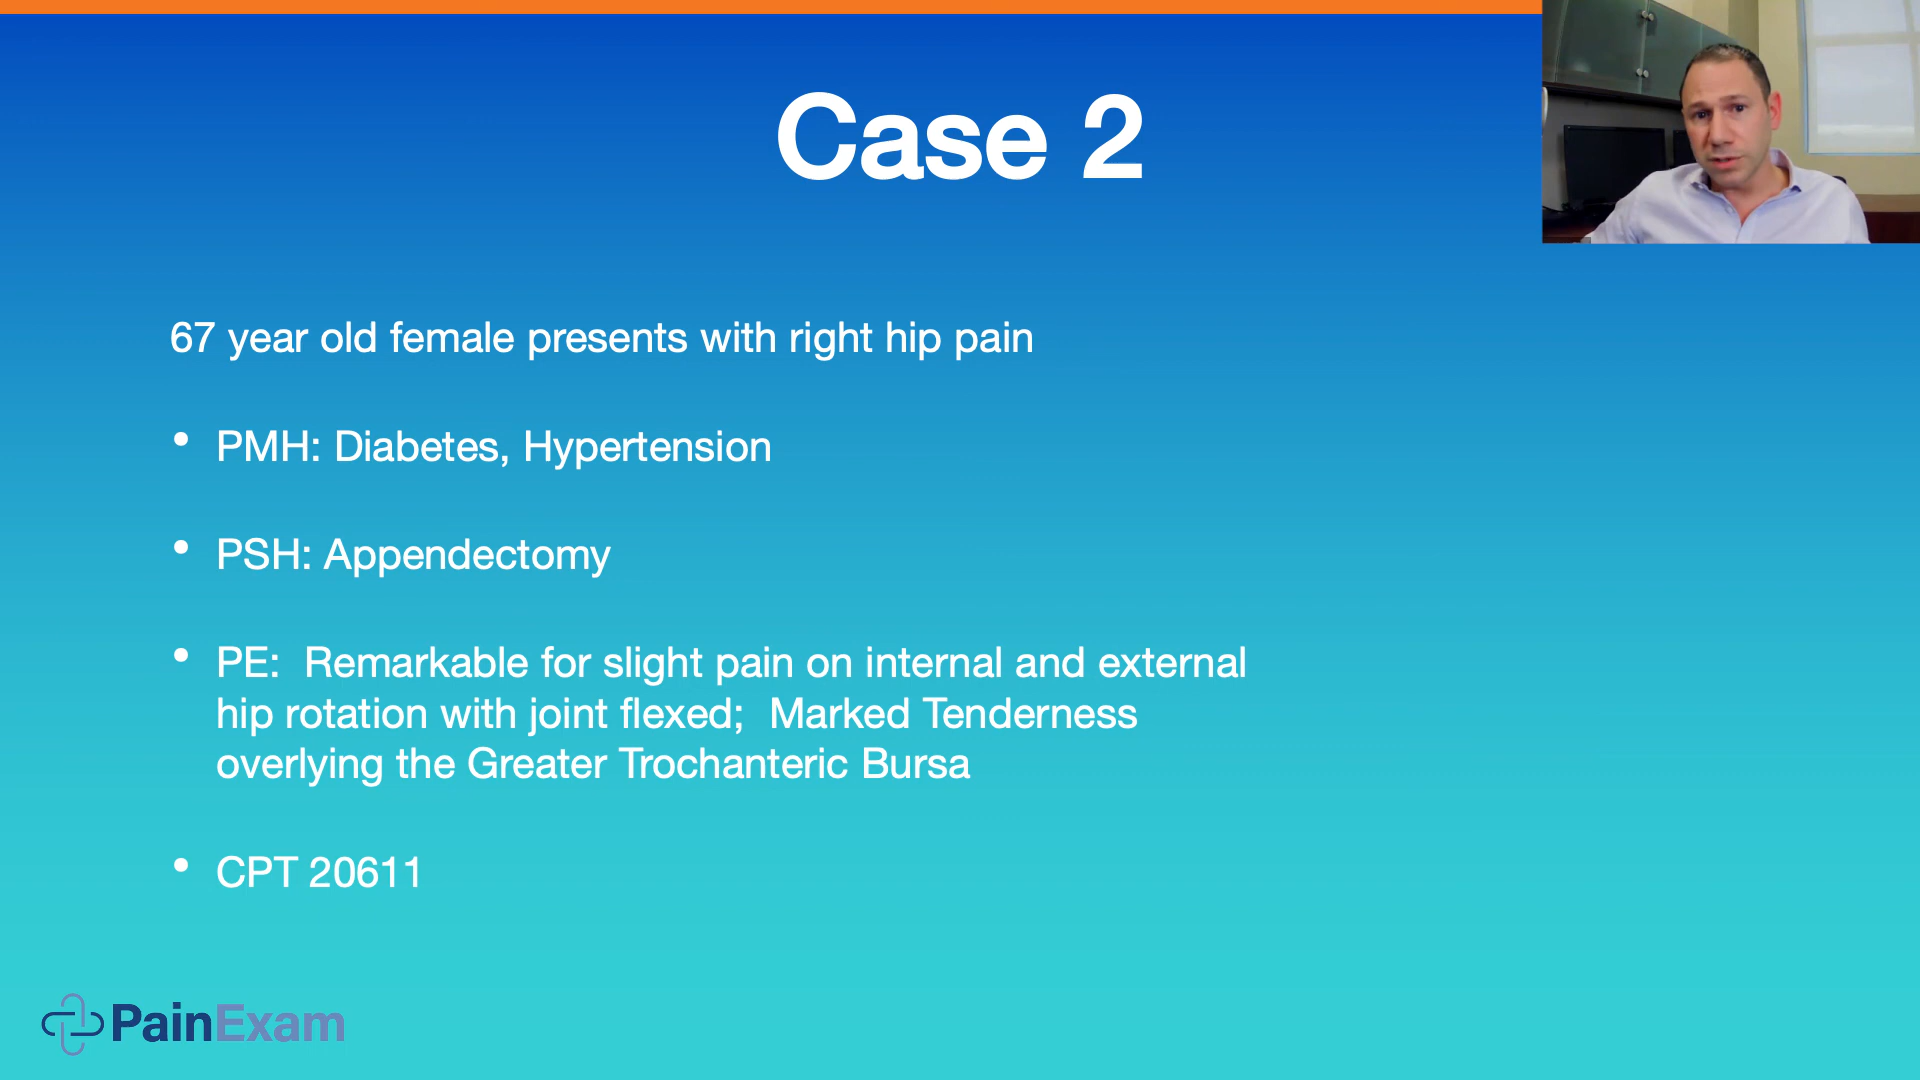 Case 2
67 year old female presents with right hip pain
• PMH: Diabetes, Hypertension
• PSH: Appendectomy
• PE:  Remarkable for slight pain on internal and external
hip rotation with joint flexed;  Marked Tenderness
overlying the Greater Trochanteric Bursa
• CPT 20611
PainExam